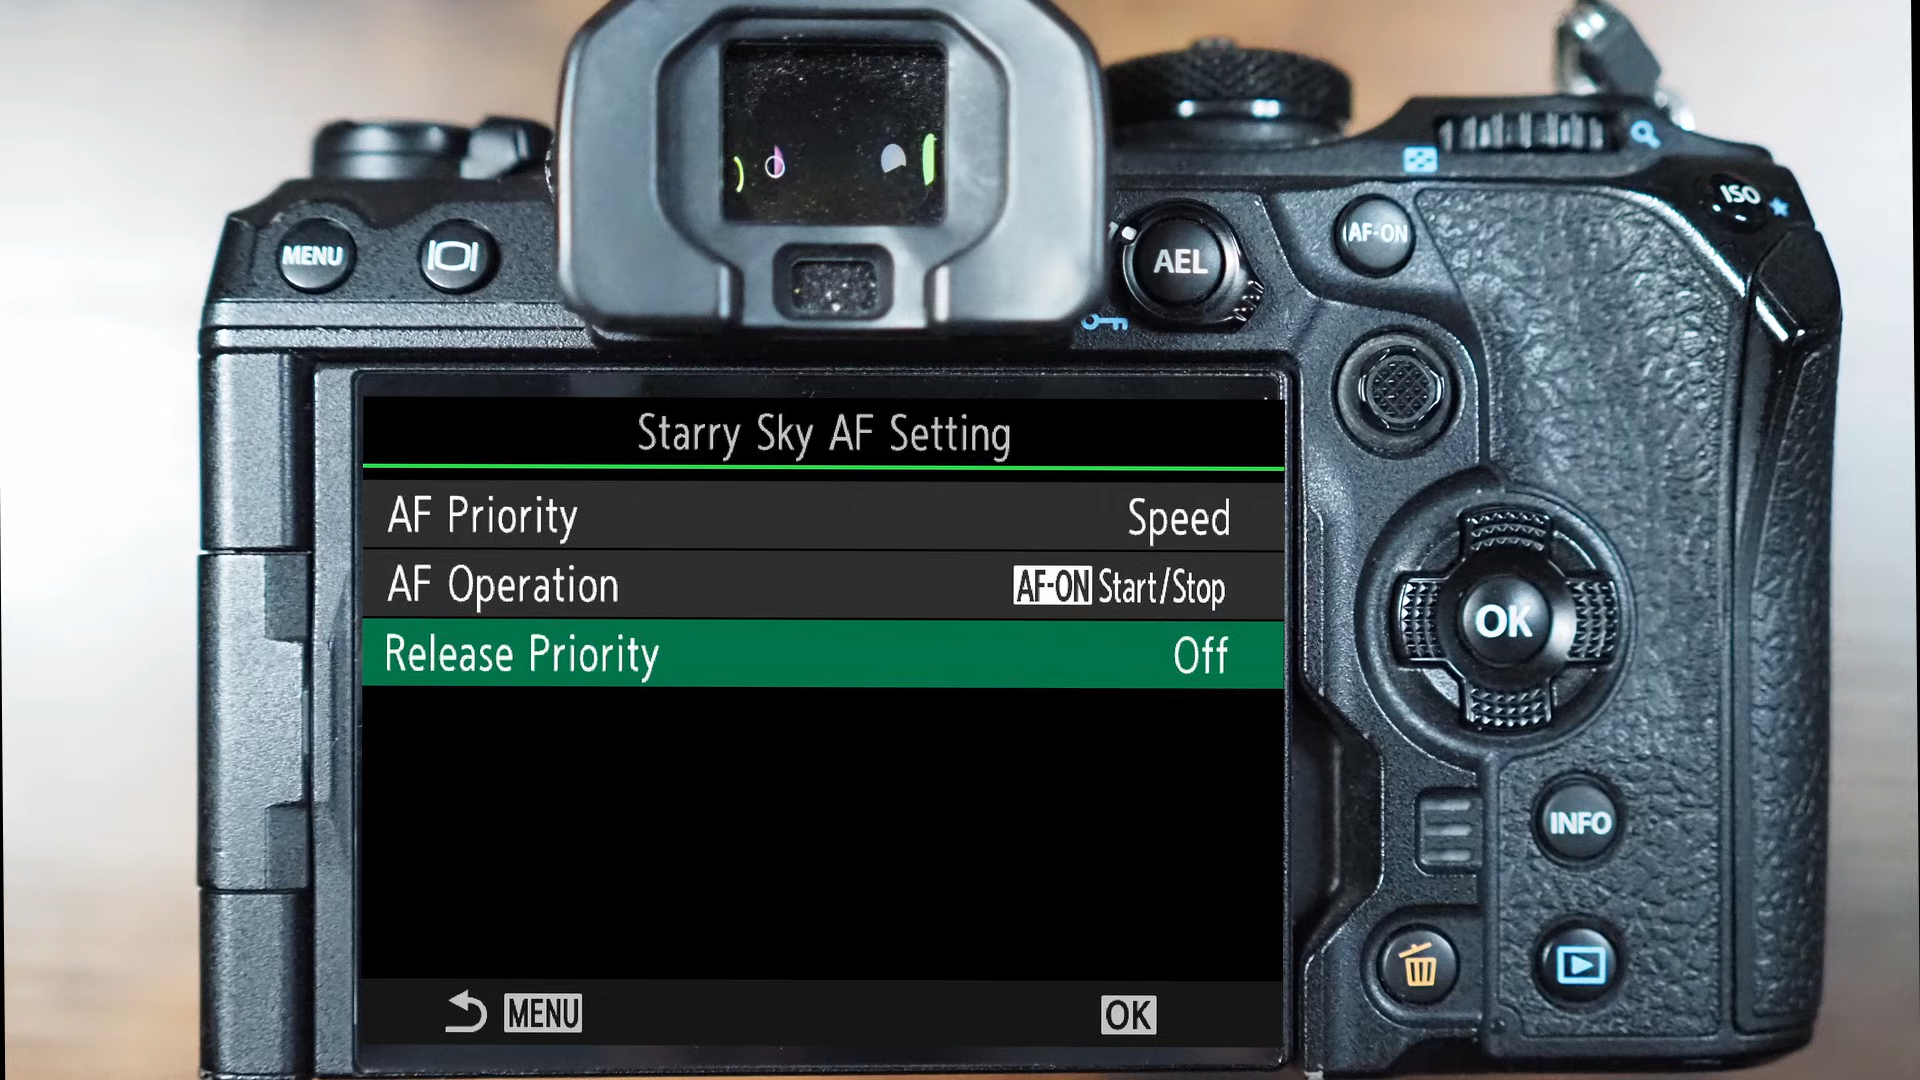 MENU
AEL
AF-ON
ISO
Starry Sky AF Setting
AF Priority Speed
AF Operation AF-ON Start/Stop
Release Priority Off
MENU OK
OK
INFO